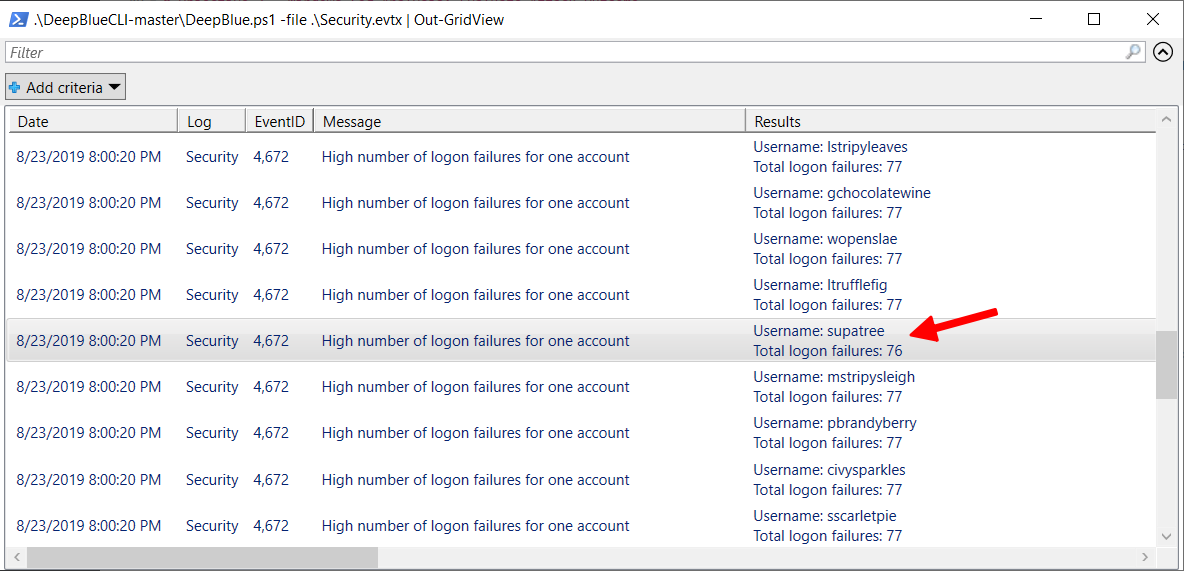 .\DeepBlueCLI-master\DeepBlue.ps1 -file .\Security.evtx | Out-GridView
Filter
Add criteria
Date Log EventID Message Results
8/23/2019 8:00:20 PM Security 4,672 High number of logon failures for one account Username: lstripyleaves
Total logon failures: 77
8/23/2019 8:00:20 PM Security 4,672 High number of logon failures for one account Username: gchocolatewine
Total logon failures: 77
8/23/2019 8:00:20 PM Security 4,672 High number of logon failures for one account Username: wopenslae
Total logon failures: 77
8/23/2019 8:00:20 PM Security 4,672 High number of logon failures for one account Username: ltrufflefig
Total logon failures: 77
8/23/2019 8:00:20 PM Security 4,672 High number of logon failures for one account Username: supatree
Total logon failures: 76
8/23/2019 8:00:20 PM Security 4,672 High number of logon failures for one account Username: mstripysleigh
Total logon failures: 77
8/23/2019 8:00:20 PM Security 4,672 High number of logon failures for one account Username: pbrandyberry
Total logon failures: 77
8/23/2019 8:00:20 PM Security 4,672 High number of logon failures for one account Username: civysparkles
Total logon failures: 77
8/23/2019 8:00:20 PM Security 4,672 High number of logon failures for one account Username: sscarletpie
Total logon failures: 77